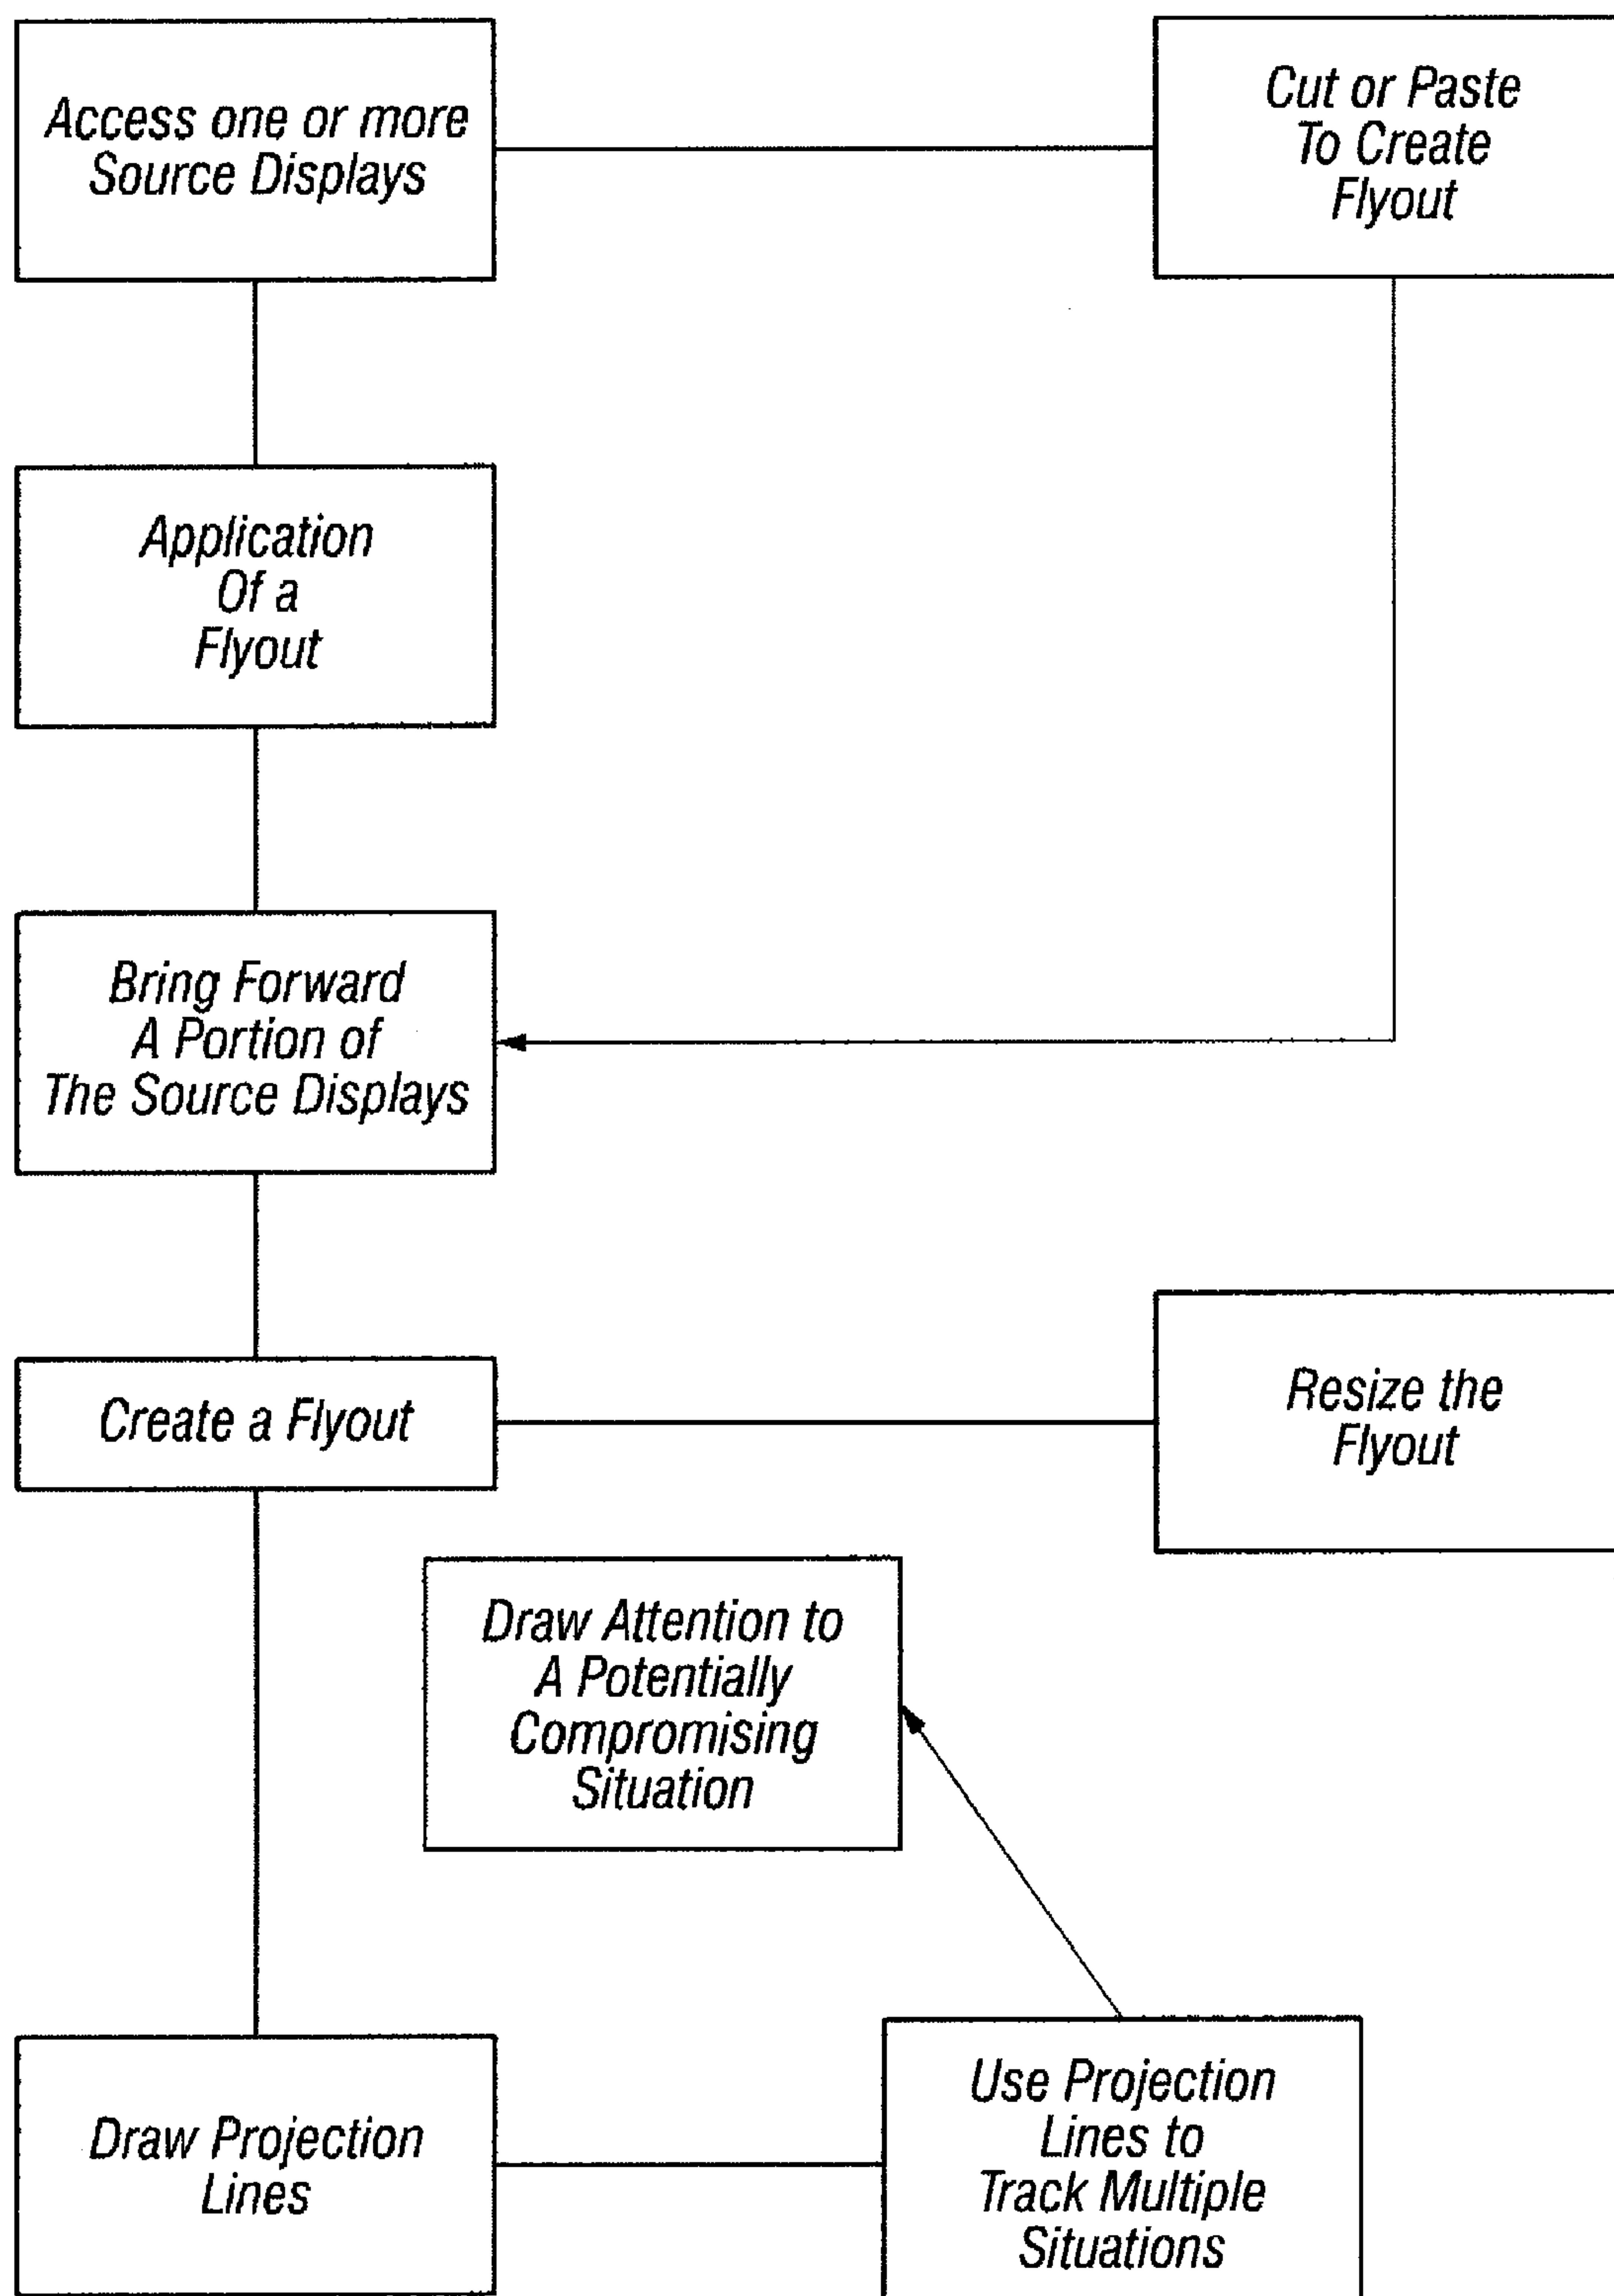 Access one or more
Source Displays
Cut or Paste
To Create
Flyout
Application
Of a
Flyout
Bring Forward
A Portion of
The Source Displays
Create a Flyout
Resize the
Flyout
Draw Attention to
A Potentially
Compromising
Situation
Draw Projection
Lines
Use Projection
Lines to
Track Multiple
Situations